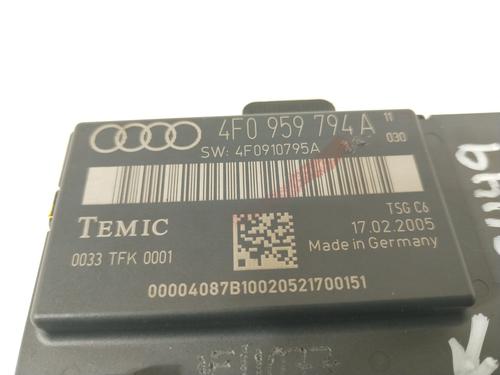 4F0 959 794 A
11
030
SW: 4F0910795A
TEMIC
TSG C6
17.02.2005
0033 TFK 0001
Made in Germany
00004087B10020521700151